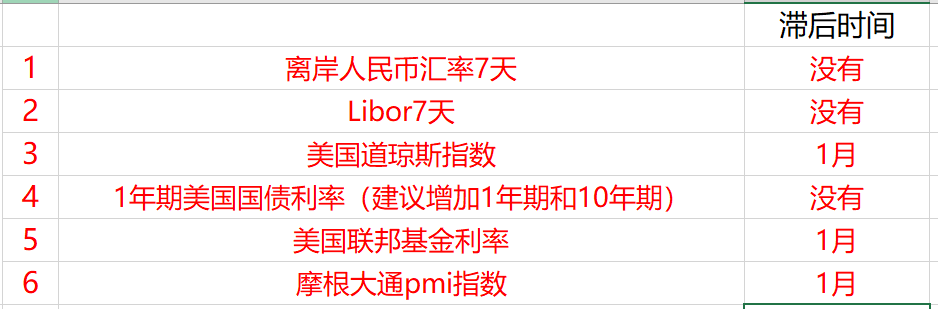 滞后时间
1 离岸人民币汇率7天 没有
2 Libor7天 没有
3 美国道琼斯指数 1月
4 1年期美国国债利率（建议增加1年期和10年期） 没有
5 美国联邦基金利率 1月
6 摩根大通pmi指数 1月